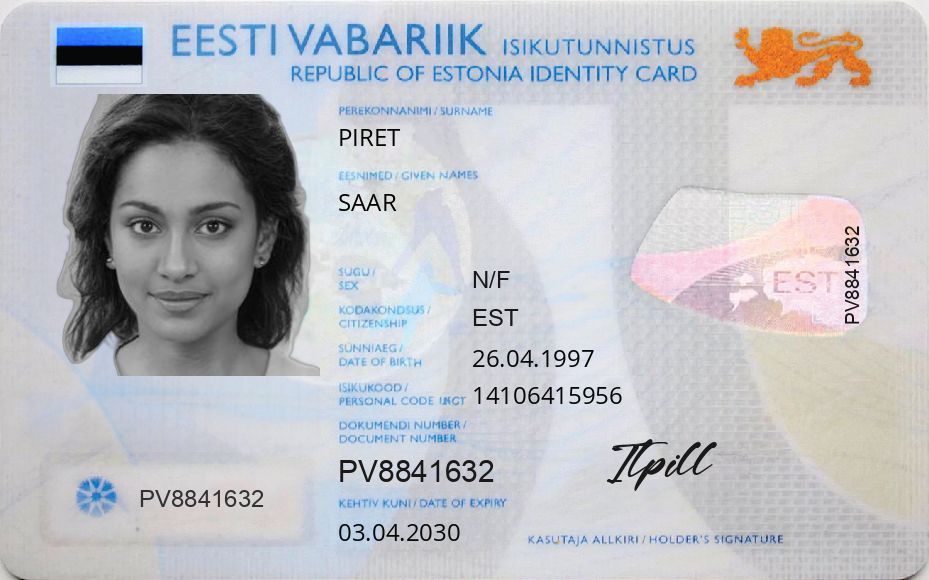 EESTI VABARIIK ISIKUTUNNISTUS
REPUBLIC OF ESTONIA IDENTITY CARD
PEREKONNANIMI / SURNAME
PIRET
EESNIMED / GIVEN NAMES
SAAR
SUGU / SEX
N/F
KODAKONDSUS / CITIZENSHIP
EST
SÜNNIAEG / DATE OF BIRTH
26.04.1997
ISIKUKOOD / PERSONAL CODE
14106415956
DOKUMENDI NUMBER / DOCUMENT NUMBER
PV8841632
KEHTIV KUNI / DATE OF EXPIRY
03.04.2030
PV8841632
EST
PV8841632
KASUTAJA ALLKIRI / HOLDER'S SIGNATURE